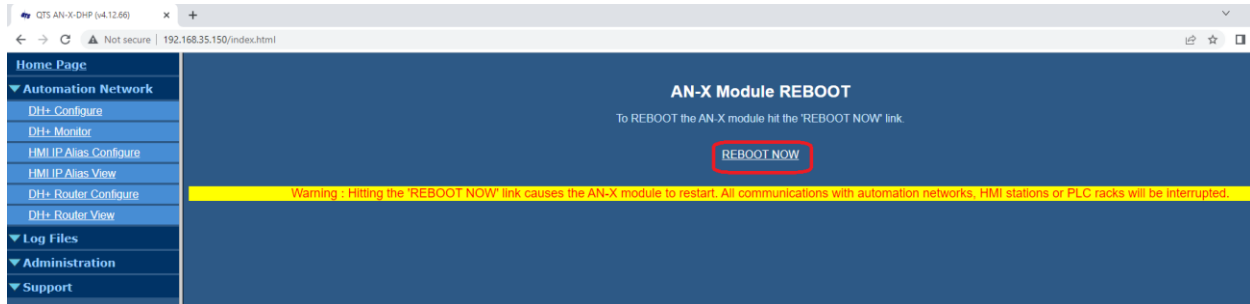 QTS AN-X-DHP (v4.12.66)
Not secure | 192.168.35.150/index.html
Home Page
Automation Network
DH+ Configure
DH+ Monitor
HMI IP Alias Configure
HMI IP Alias View
DH+ Router Configure
DH+ Router View
Log Files
Administration
Support
AN-X Module REBOOT
To REBOOT the AN-X module hit the 'REBOOT NOW' link.
REBOOT NOW
Warning : Hitting the 'REBOOT NOW' link causes the AN-X module to restart. All communications with automation networks, HMI stations or PLC racks will be interrupted.